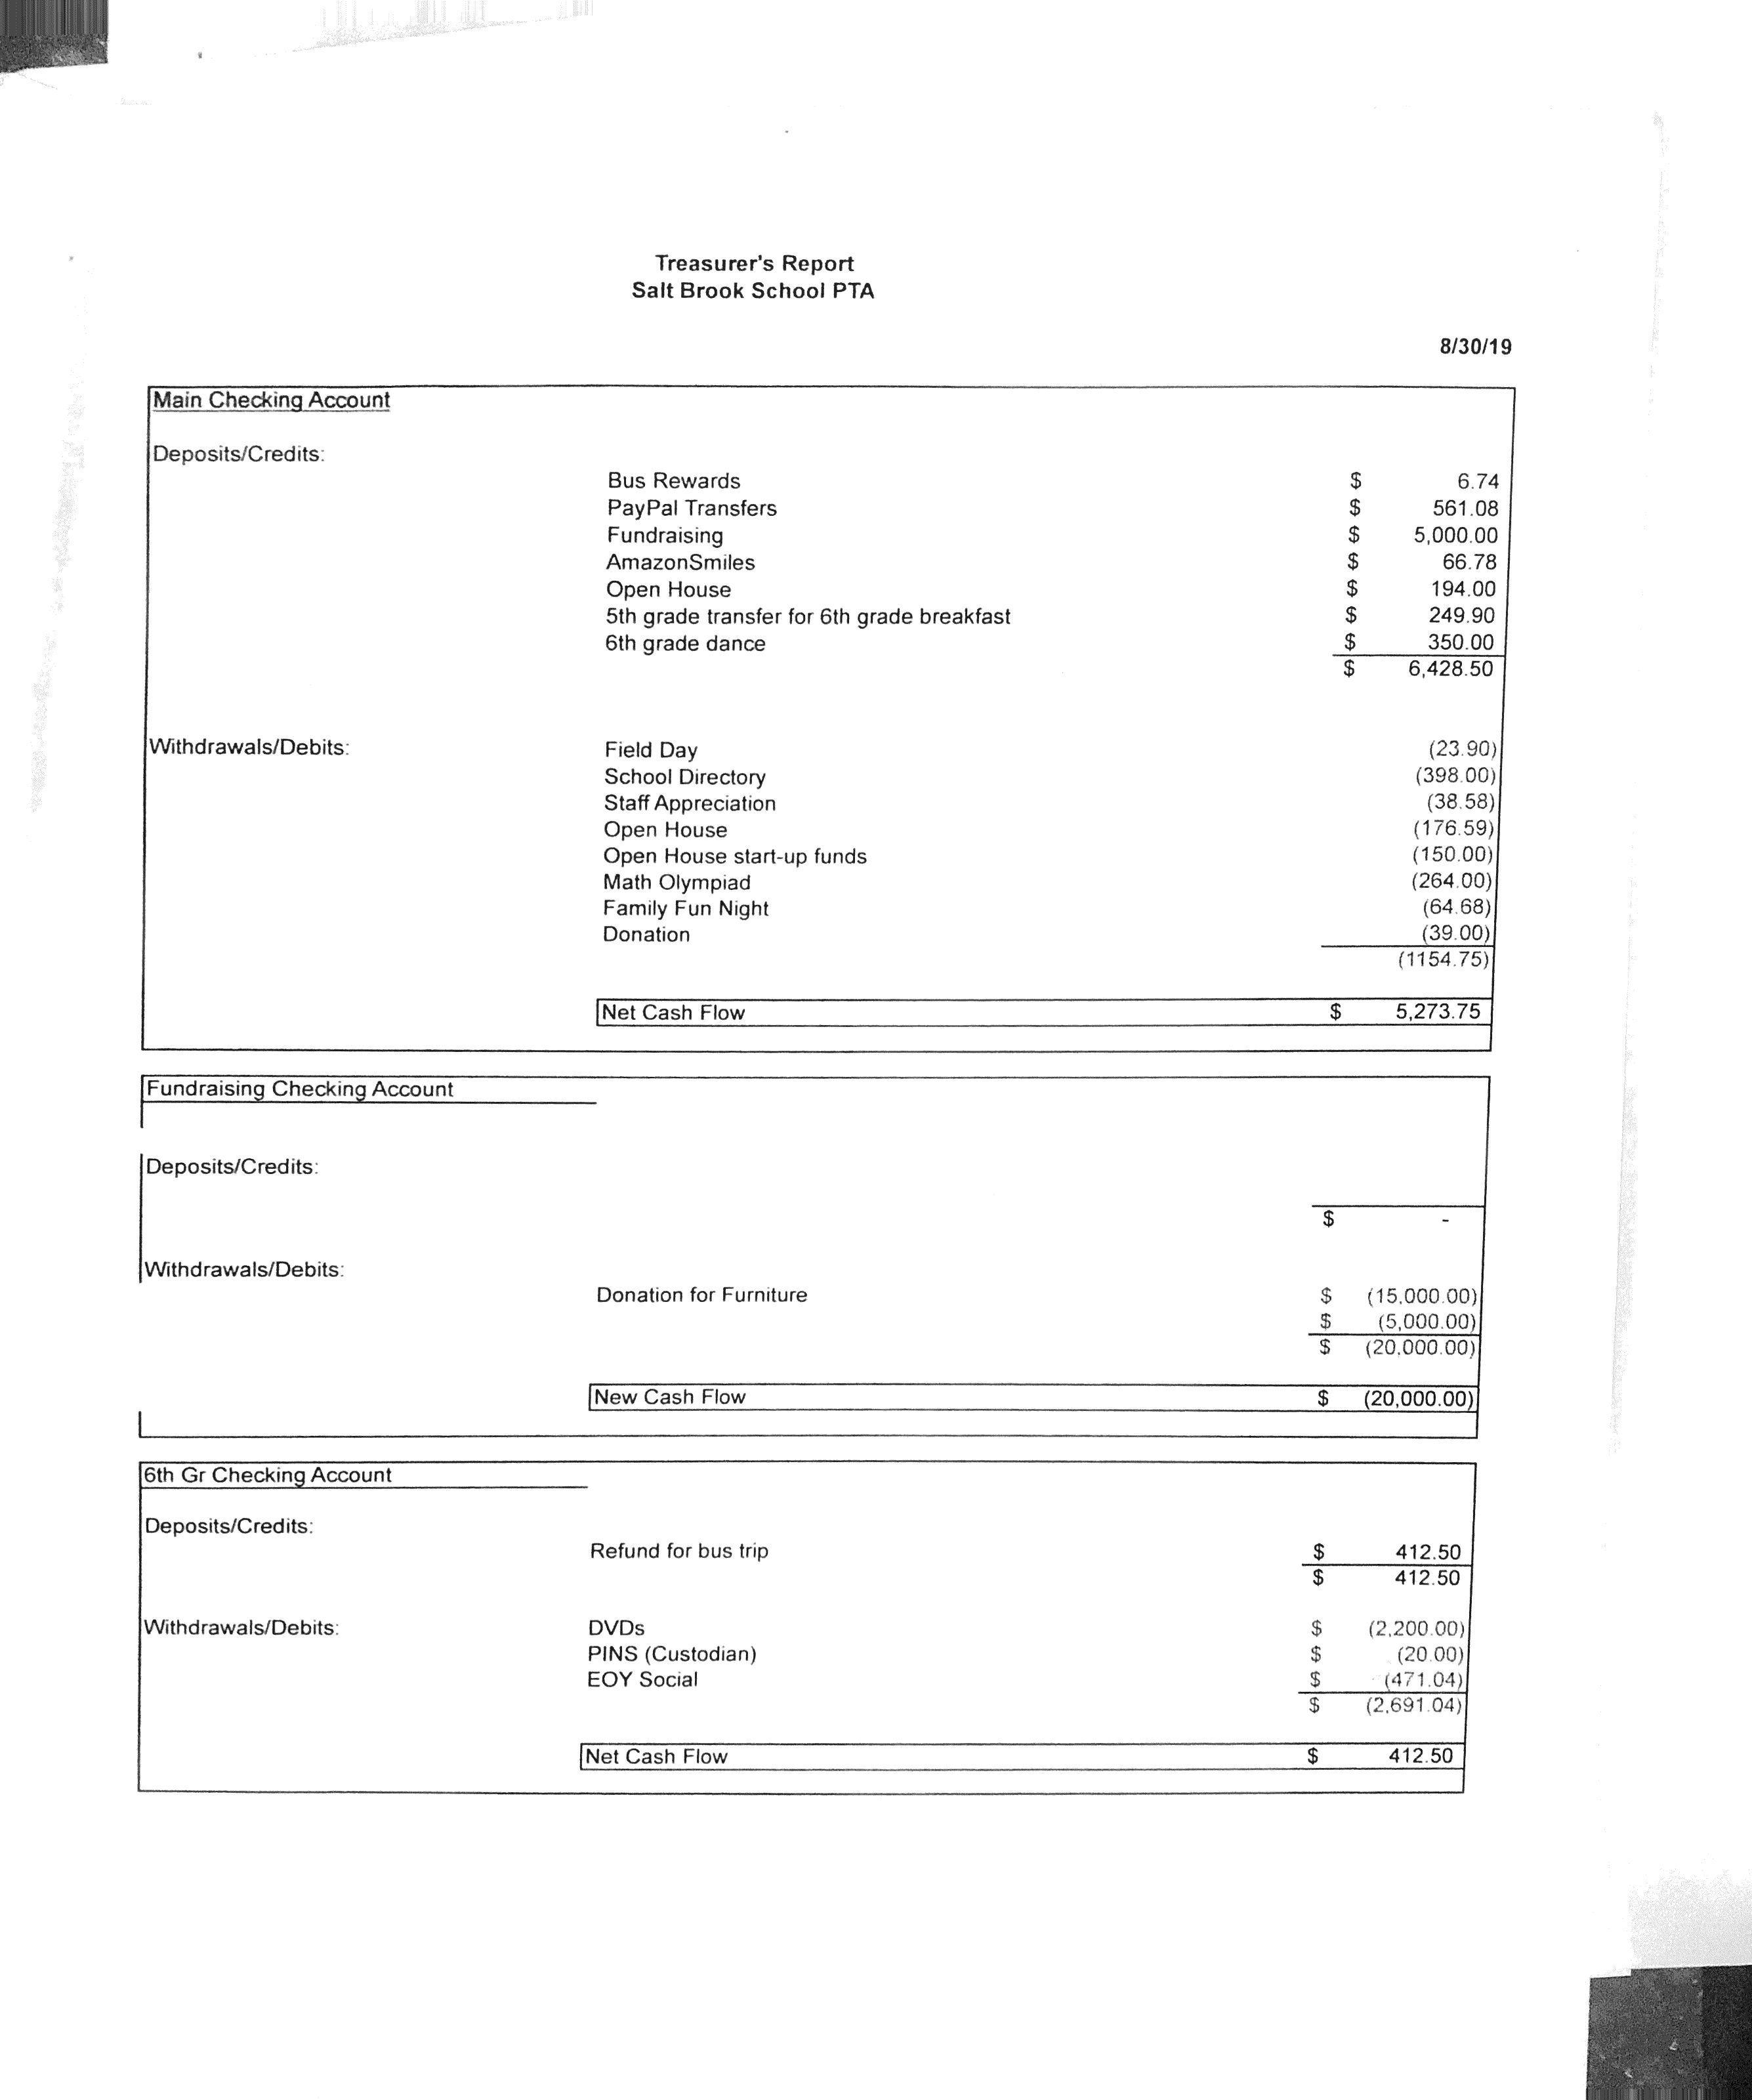 Treasurer's Report
Salt Brook School PTA
8/30/19
Main Checking Account
Deposits/Credits:
Bus Rewards $ 6.74
PayPal Transfers $ 561.08
Fundraising $ 5,000.00
AmazonSmiles $ 66.78
Open House $ 194.00
5th grade transfer for 6th grade breakfast $ 249.90
6th grade dance $ 350.00
$ 6,428.50
Withdrawals/Debits: Field Day (23.90)
School Directory (398.00)
Staff Appreciation (38.58)
Open House (176.59)
Open House start-up funds (150.00)
Math Olympiad (264.00)
Family Fun Night (64.68)
Donation (39.00)
(1154.75)
Net Cash Flow $ 5,273.75
Fundraising Checking Account
Deposits/Credits:
$ -
Withdrawals/Debits:
Donation for Furniture $ (15,000.00)
$ (5,000.00)
$ (20,000.00)
New Cash Flow $ (20,000.00)
6th Gr Checking Account
Deposits/Credits:
Refund for bus trip $ 412.50
$ 412.50
Withdrawals/Debits: DVDs $ (2,200.00)
PINS (Custodian) $ (20.00)
EOY Social $ (471.04)
$ (2,691.04)
Net Cash Flow $ 412.50